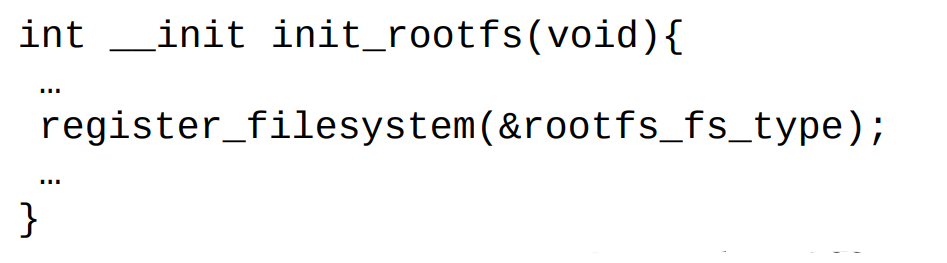 int __init init_rootfs(void){
…
register_filesystem(&rootfs_fs_type);
…
}